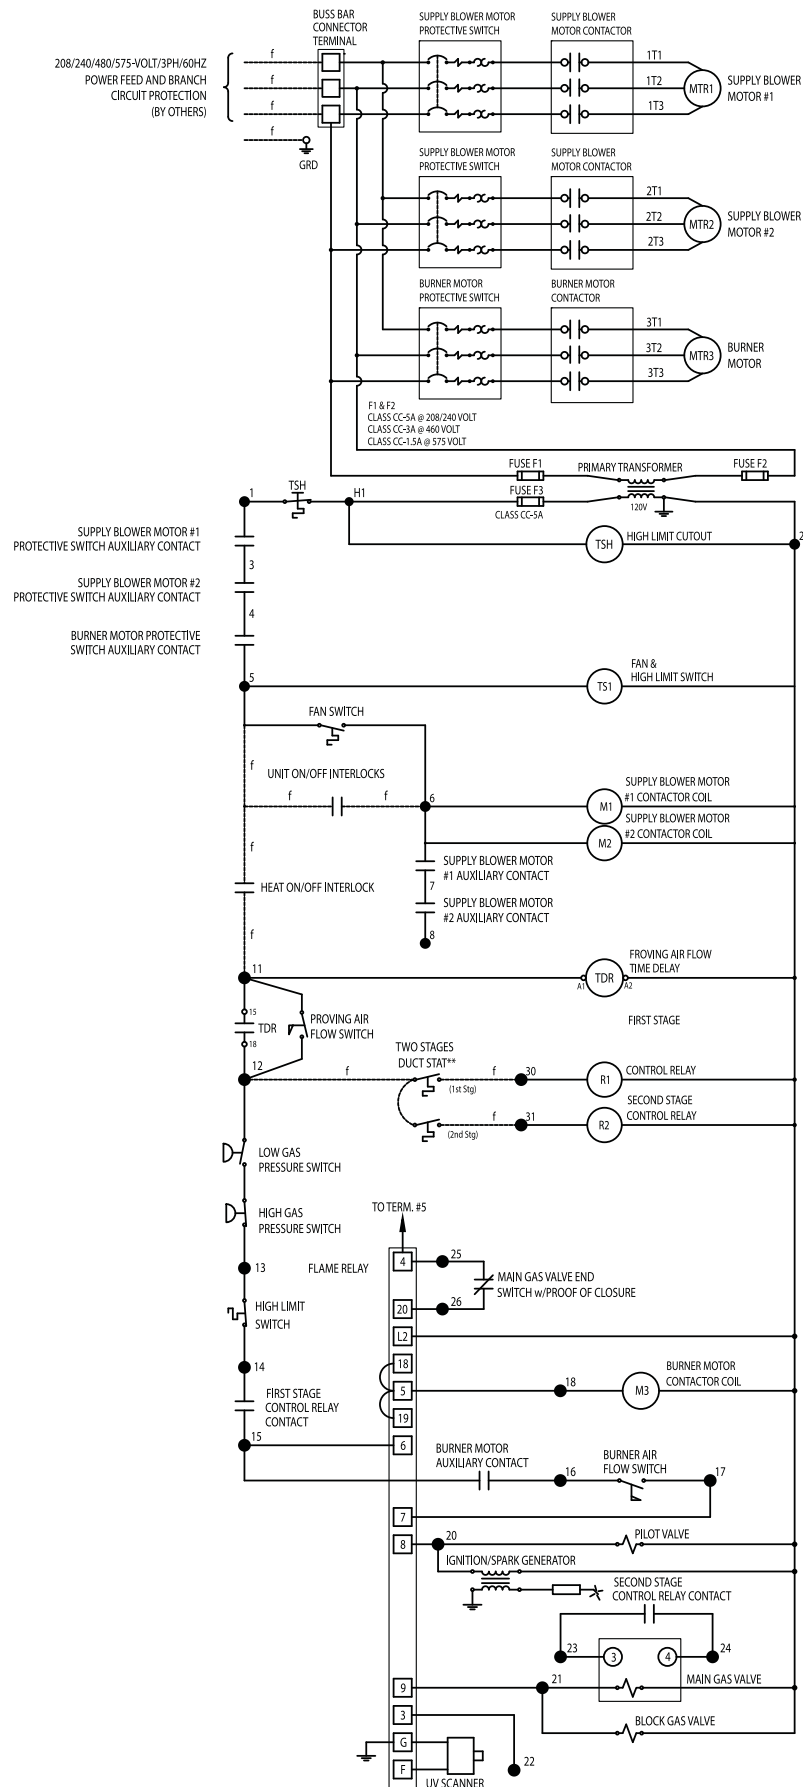 BUSS BAR
CONNECTOR
TERMINAL
SUPPLY BLOWER MOTOR
PROTECTIVE SWITCH
SUPPLY BLOWER
MOTOR CONTACTOR
208/240/480/575-VOLT/3PH/60HZ
POWER FEED AND BRANCH
CIRCUIT PROTECTION
(BY OTHERS)
f
f
f
f
GRD
1T1
1T2
1T3
MTR1
SUPPLY BLOWER
MOTOR #1
SUPPLY BLOWER MOTOR
PROTECTIVE SWITCH
SUPPLY BLOWER
MOTOR CONTACTOR
2T1
2T2
2T3
MTR2
SUPPLY BLOWER
MOTOR #2
BURNER MOTOR
PROTECTIVE SWITCH
BURNER MOTOR
CONTACTOR
3T1
3T2
3T3
MTR3
BURNER
MOTOR
F1 & F2
CLASS CC-5A @ 208/240 VOLT
CLASS CC-3A @ 460 VOLT
CLASS CC-1.5A @ 575 VOLT
FUSE F1
PRIMARY TRANSFORMER
FUSE F2
1
TSH
H1
FUSE F3
CLASS CC-5A
120V
SUPPLY BLOWER MOTOR #1
PROTECTIVE SWITCH AUXILIARY CONTACT
TSH
HIGH LIMIT CUTOUT
2
3
SUPPLY BLOWER MOTOR #2
PROTECTIVE SWITCH AUXILIARY CONTACT
4
BURNER MOTOR PROTECTIVE
SWITCH AUXILIARY CONTACT
5
TS1
FAN &
HIGH LIMIT SWITCH
FAN SWITCH
f
UNIT ON/OFF INTERLOCKS
f
f
6
M1
SUPPLY BLOWER MOTOR
#1 CONTACTOR COIL
M2
SUPPLY BLOWER MOTOR
#2 CONTACTOR COIL
f
SUPPLY BLOWER MOTOR
#1 AUXILIARY CONTACT
7
HEAT ON/OFF INTERLOCK
SUPPLY BLOWER MOTOR
#2 AUXILIARY CONTACT
f
8
11
A1
TDR
A2
FROVING AIR FLOW
TIME DELAY
15
TDR
18
PROVING AIR
FLOW SWITCH
FIRST STAGE
12
f
TWO STAGES
DUCT STAT**
(1st Stg)
f
30
R1
CONTROL RELAY
(2nd Stg)
f
31
R2
SECOND STAGE
CONTROL RELAY
LOW GAS
PRESSURE SWITCH
HIGH GAS
PRESSURE SWITCH
TO TERM. #5
13
FLAME RELAY
4
25
MAIN GAS VALVE END
SWITCH w/PROOF OF CLOSURE
20
26
HIGH LIMIT
SWITCH
L2
14
18
5
18
M3
BURNER MOTOR
CONTACTOR COIL
19
FIRST STAGE
CONTROL RELAY
CONTACT
15
6
BURNER MOTOR
AUXILIARY CONTACT
16
BURNER AIR
FLOW SWITCH
17
7
8
20
PILOT VALVE
IGNITION/SPARK GENERATOR
SECOND STAGE
CONTROL RELAY CONTACT
23
3
4
24
9
21
MAIN GAS VALVE
3
BLOCK GAS VALVE
G
22
F
UV SCANNER